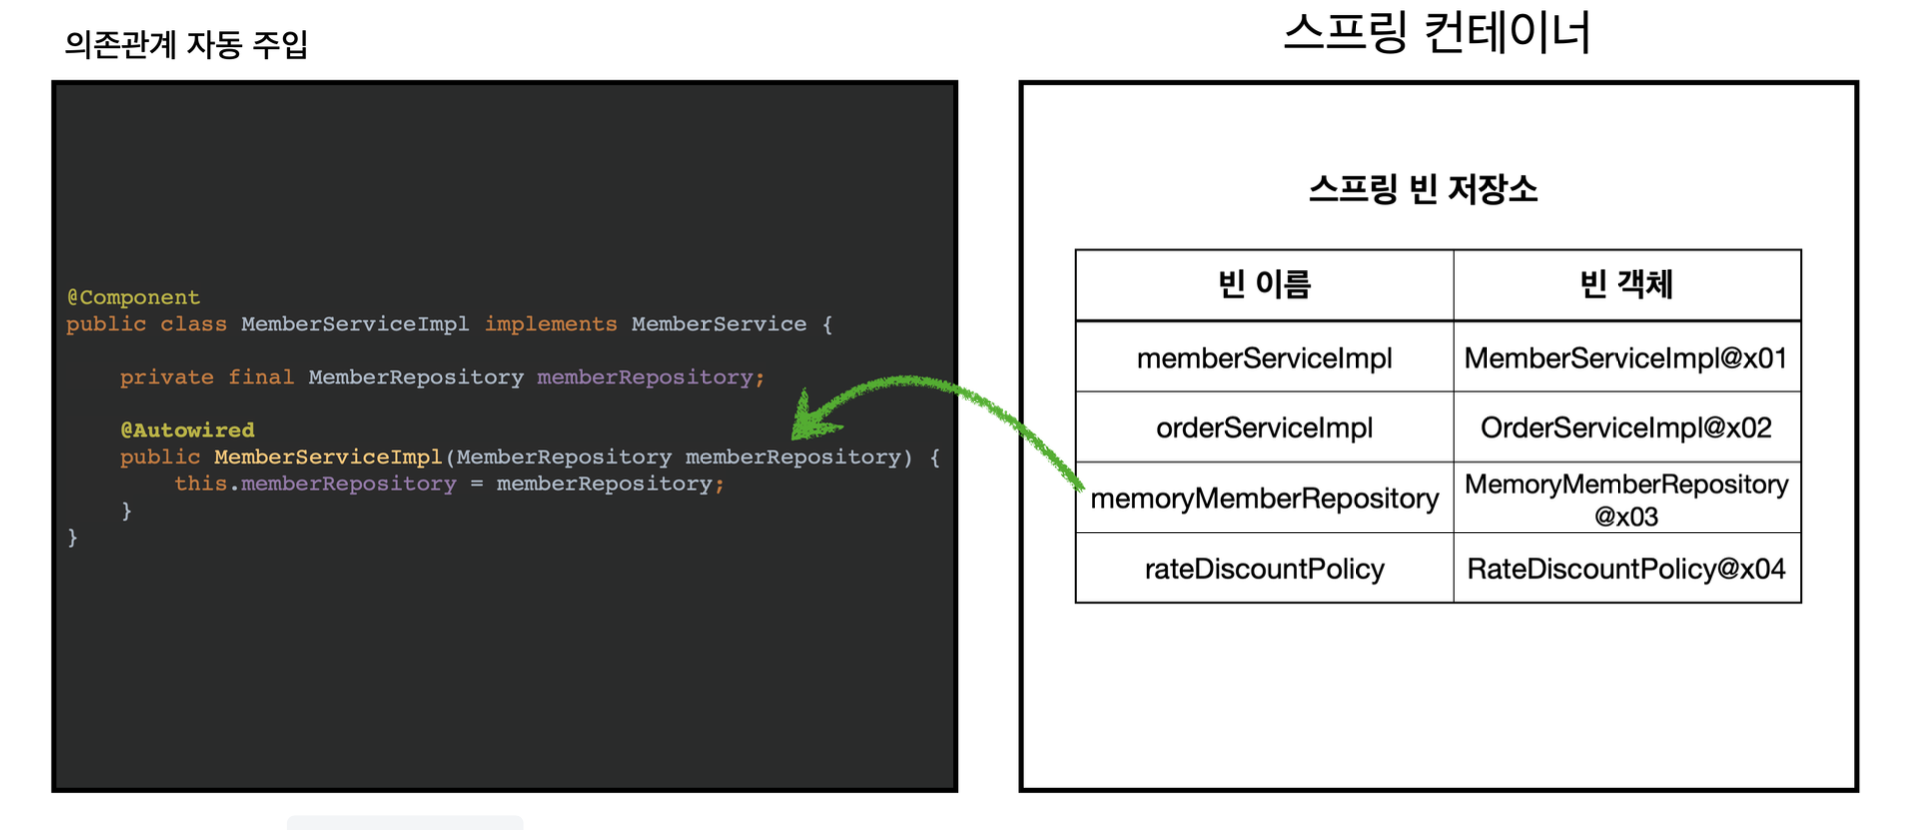 의존관계 자동 주입
@Component
public class MemberServiceImpl implements MemberService {
private final MemberRepository memberRepository;
@Autowired
public MemberServiceImpl(MemberRepository memberRepository) {
this.memberRepository = memberRepository;
}
}
스프링 컨테이너
스프링 빈 저장소
빈 이름 빈 객체
memberServiceImpl MemberServiceImpl@x01
orderServiceImpl OrderServiceImpl@x02
memoryMemberRepository MemoryMemberRepository
@x03
rateDiscountPolicy RateDiscountPolicy@x04